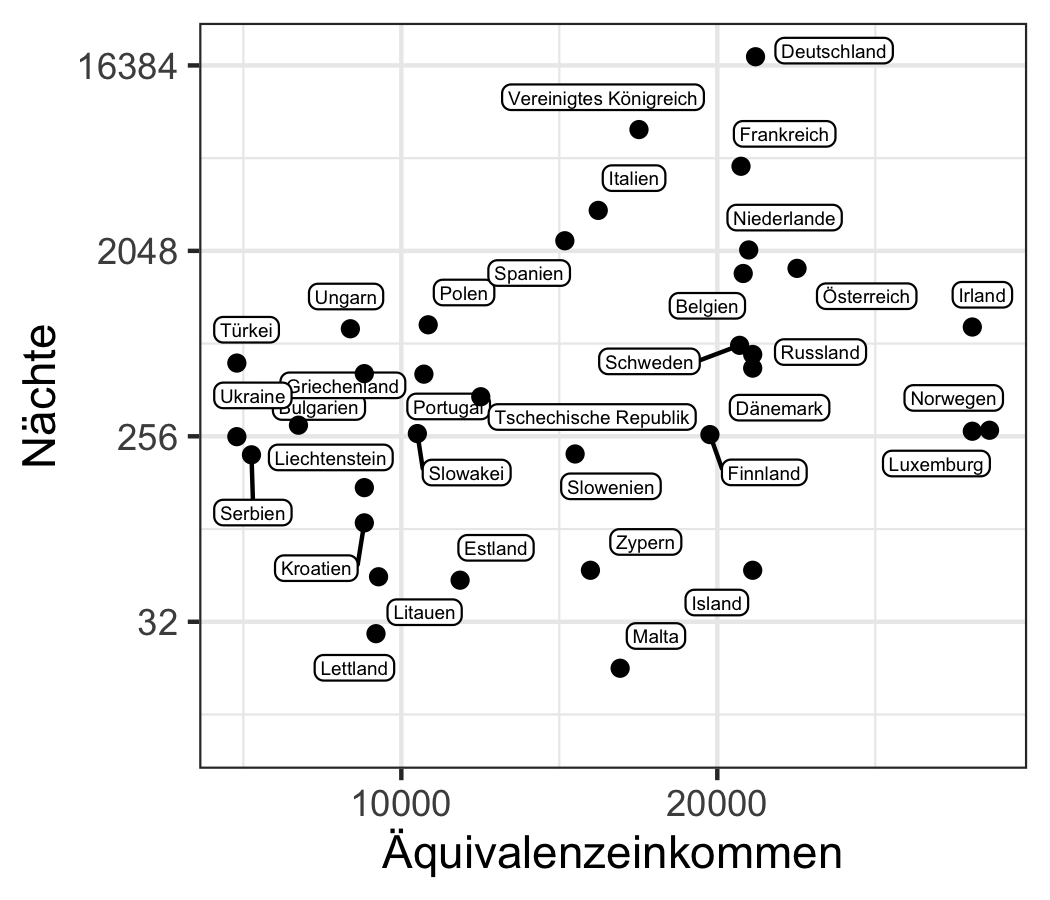 16384
Deutschland
Vereinigtes Königreich
Frankreich
Italien
Niederlande
2048
Spanien
Polen
Ungarn
Belgien
Österreich
Irland
Türkei
Schweden
Russland
Griechenland
Ukraine
Bulgarien
Portugal
Tschechische Republik
Dänemark
Norwegen
256
Liechtenstein
Slowakei
Slowenien
Finnland
Luxemburg
Serbien
Kroatien
Estland
Zypern
Litauen
Island
32
Malta
Lettland
Nächte
10000
20000
Äquivalenzeinkommen